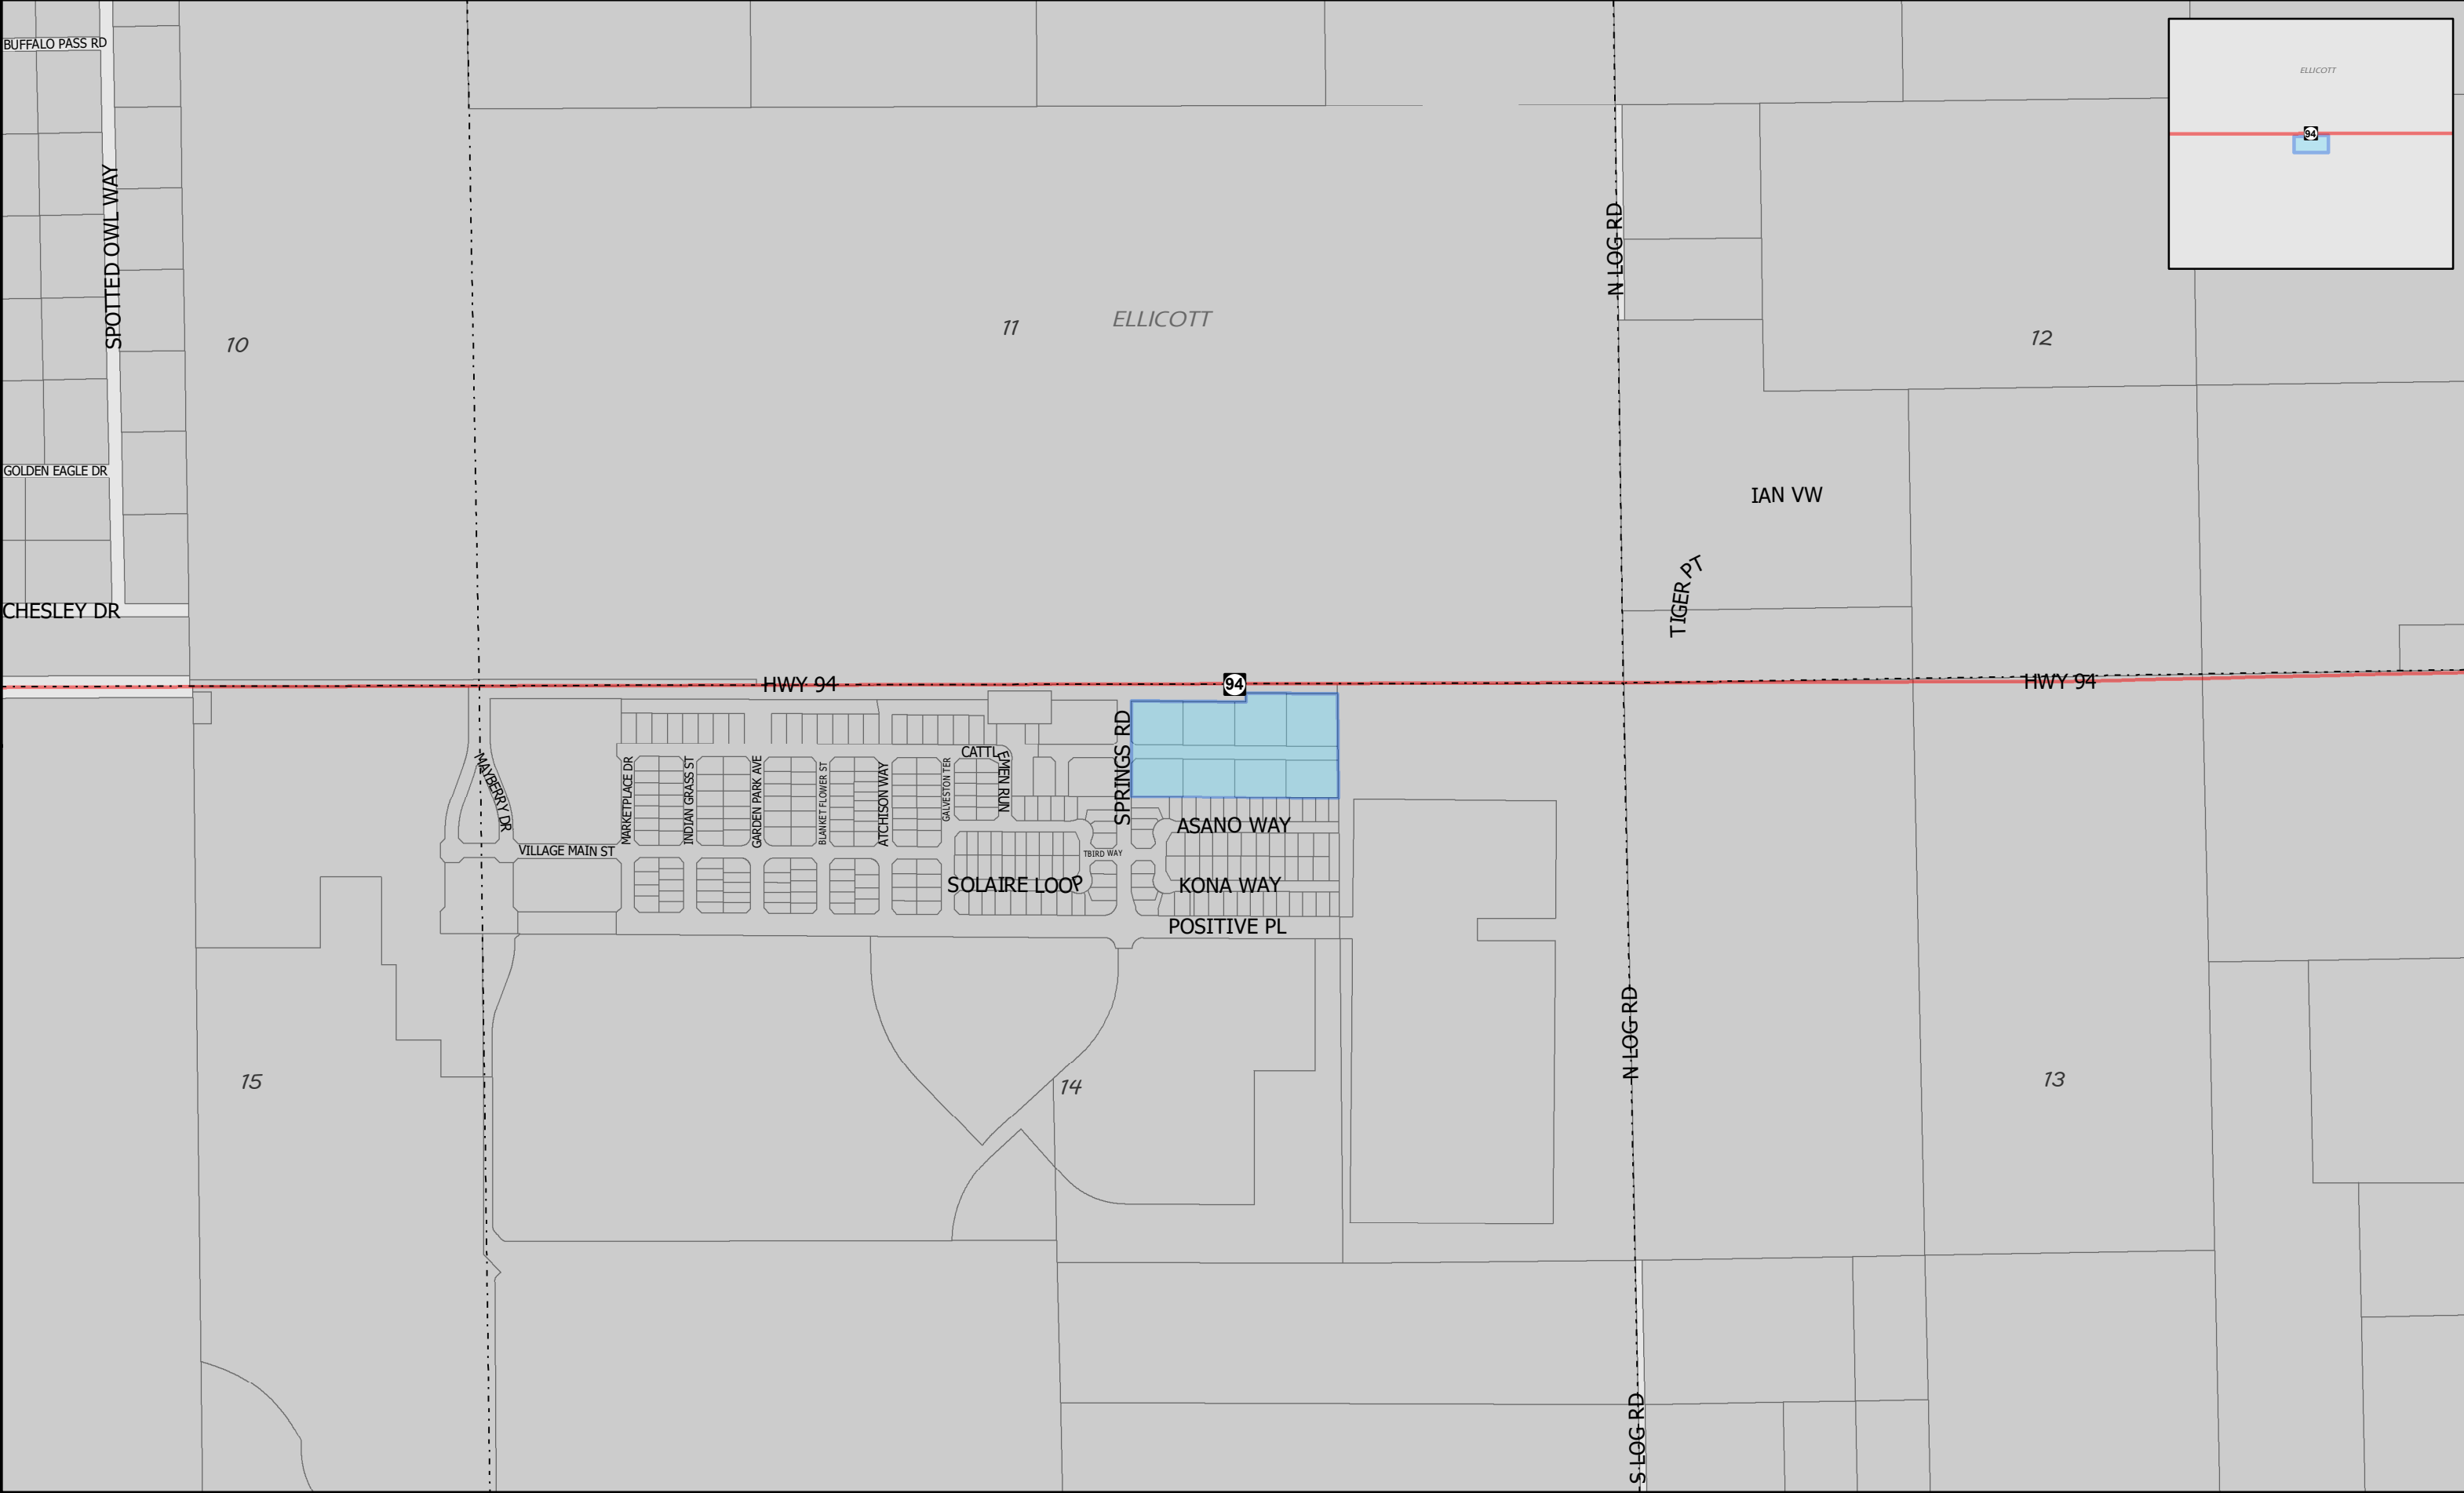 BUFFALO PASS RD
ELLICOTT
94
SPOTTED OWL WAY
N LOG RD
10
11
ELLICOTT
12
GOLDEN EAGLE DR
IAN VW
TIGER PT
CHESLEY DR
HWY 94
94
HWY 94
SPRINGS RD
CATTLEMEN RUN
MAYBERRY DR
MARKETPLACE DR
INDIAN GRASS ST
GARDEN PARK AVE
BLANKET FLOWER ST
ATCHISON WAY
GALVESTON TER
ASANO WAY
VILLAGE MAIN ST
TBIRD WAY
SOLAIRE LOOP
KONA WAY
POSITIVE PL
N LOG RD
15
14
13
S LOG RD